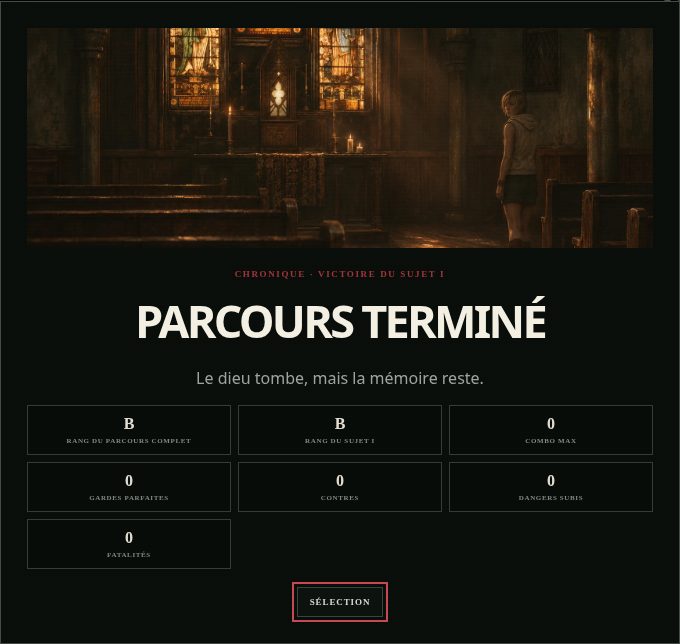 CHRONIQUE · VICTOIRE DU SUJET I
PARCOURS TERMINÉ
Le dieu tombe, mais la mémoire reste.
B
RANG DU PARCOURS COMPLET
B
RANG DU SUJET I
0
COMBO MAX
0
GARDES PARFAITES
0
CONTRES
0
DANGERS SUBIS
0
FATALITÉS
SÉLECTION